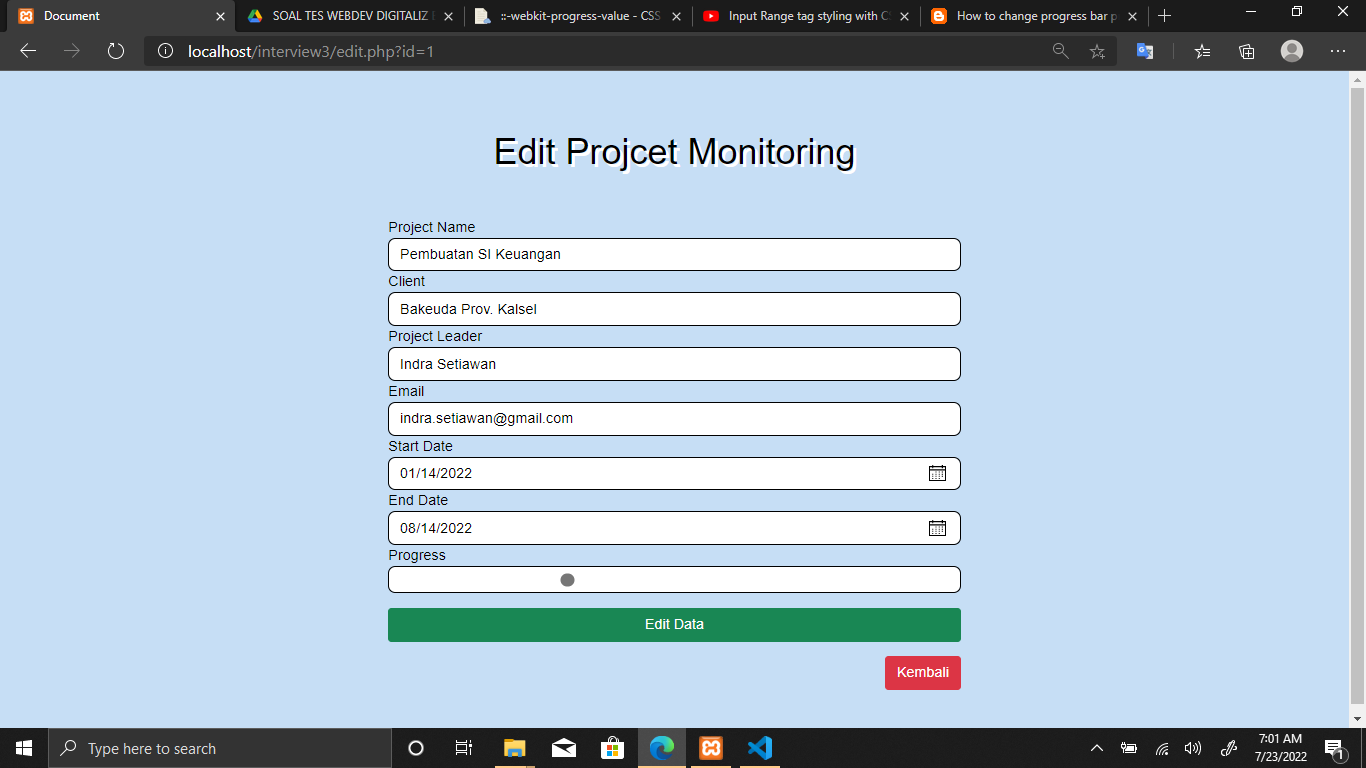 Document
SOAL TES WEBDEV DIGITALIZ
::-webkit-progress-value - CSS
Input Range tag styling with C
How to change progress bar p
localhost/interview3/edit.php?id=1
Edit Projcet Monitoring
Project Name
Pembuatan SI Keuangan
Client
Bakeuda Prov. Kalsel
Project Leader
Indra Setiawan
Email
indra.setiawan@gmail.com
Start Date
01/14/2022
End Date
08/14/2022
Progress
Edit Data
Kembali
Type here to search
7:01 AM
7/23/2022
1